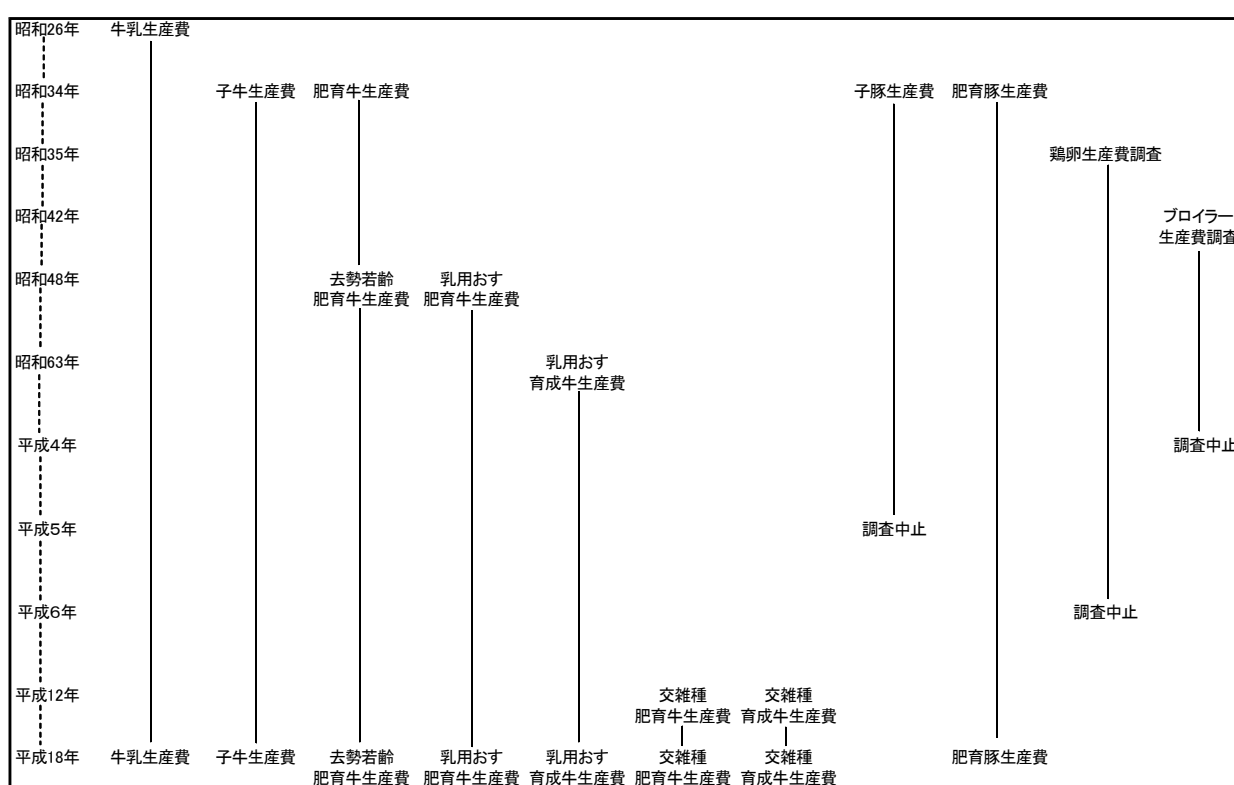 昭和26年 牛乳生産費
昭和34年 子牛生産費 肥育牛生産費 子豚生産費 肥育豚生産費
昭和35年 鶏卵生産費調査
昭和42年 ブロイラー
生産費調査
昭和48年 去勢若齢 乳用おす
肥育牛生産費 肥育牛生産費
昭和63年 乳用おす
育成牛生産費
平成4年 調査中止
平成5年 調査中止
平成6年 調査中止
平成12年 交雑種 交雑種
肥育牛生産費 育成牛生産費
平成18年 牛乳生産費 子牛生産費 去勢若齢 乳用おす 乳用おす 交雑種 交雑種 肥育豚生産費
肥育牛生産費 肥育牛生産費 育成牛生産費 肥育牛生産費 育成牛生産費